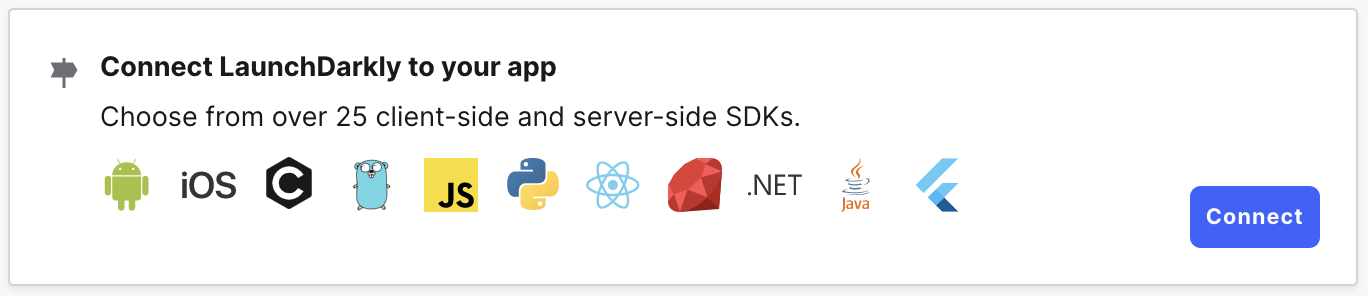 Connect LaunchDarkly to your app
Choose from over 25 client-side and server-side SDKs.
iOS C JS .NET Java
Connect